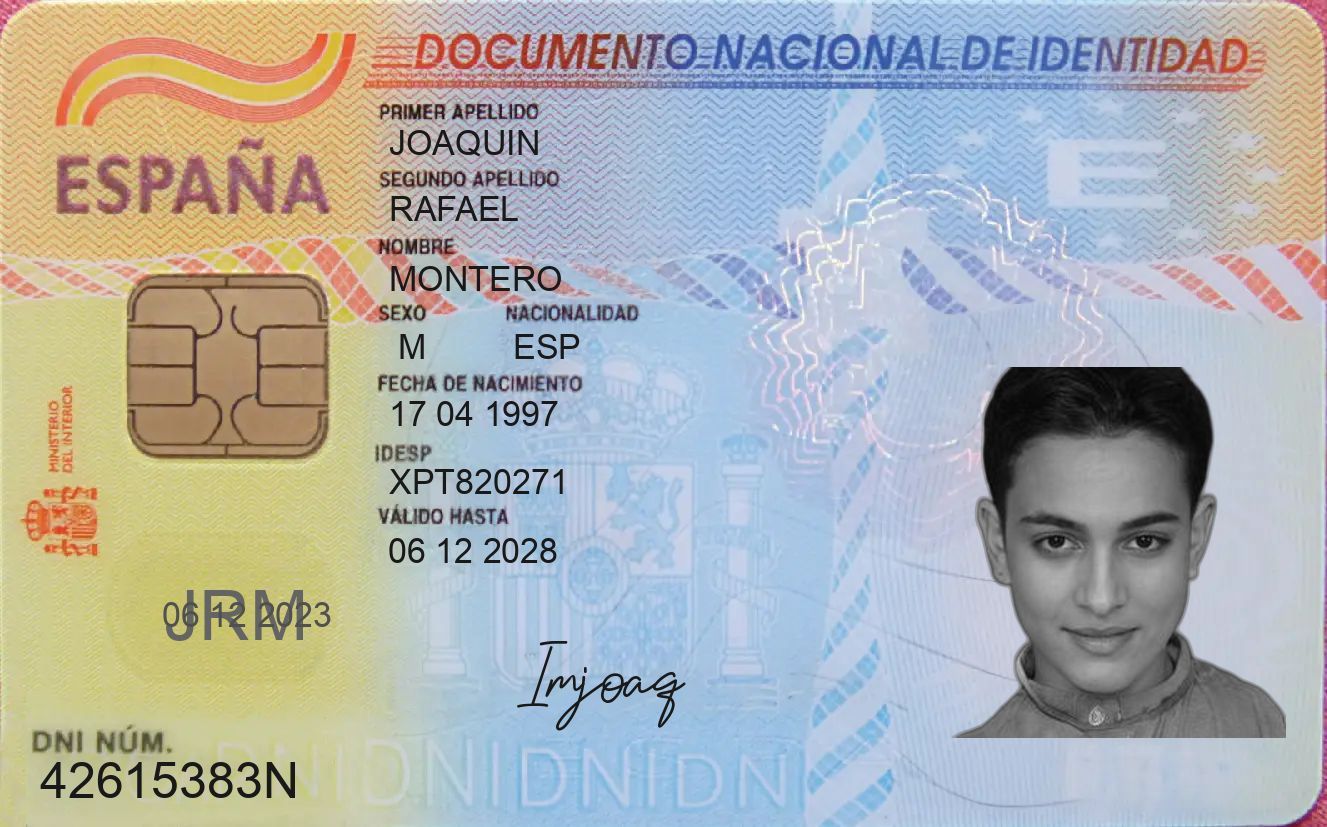 DOCUMENTO NACIONAL DE IDENTIDAD
ESPAÑA
PRIMER APELLIDO
JOAQUIN
SEGUNDO APELLIDO
RAFAEL
NOMBRE
MONTERO
SEXO NACIONALIDAD
M ESP
FECHA DE NACIMIENTO
17 04 1997
IDESP
XPT820271
VÁLIDO HASTA
06 12 2028
MINISTERIO
DEL INTERIOR
06 12 2023
JRM
Imjoaq
DNI NÚM.
42615383N
E
DNIDNIDNIDNI